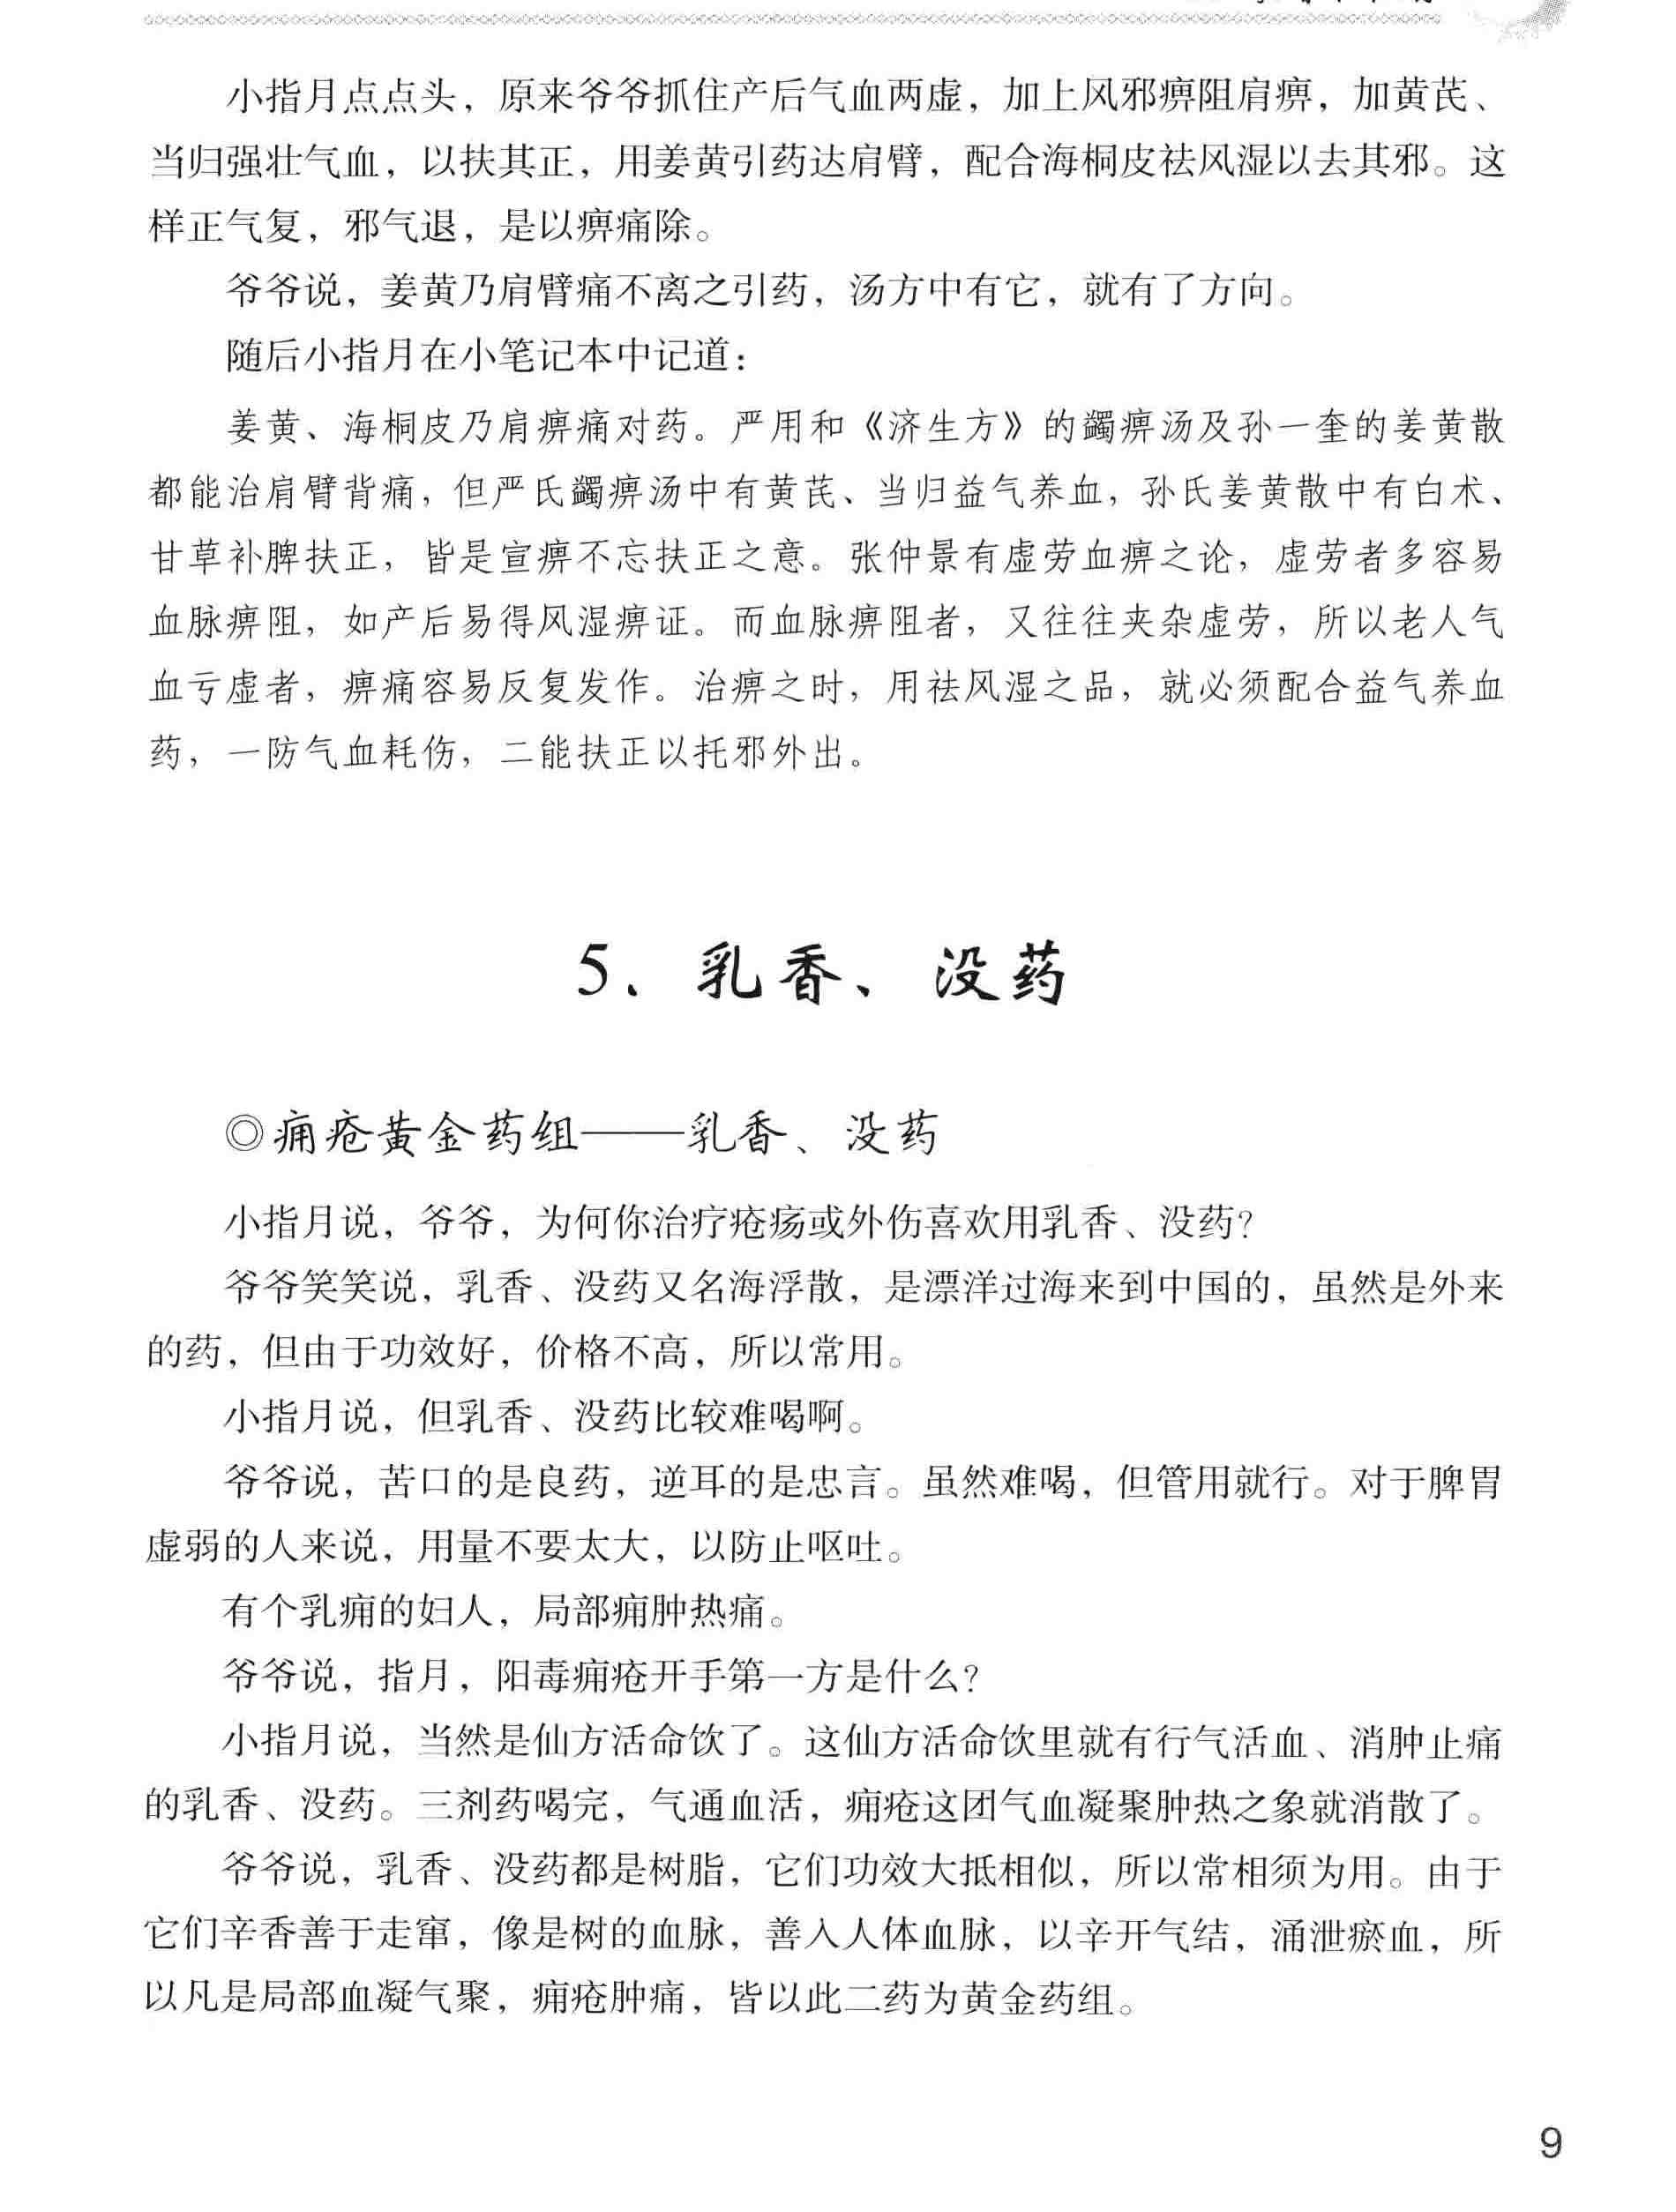 小指月点点头，原来爷爷抓住产后气血两虚，加上风邪痹阻肩痹，加黄芪、
当归强壮气血，以扶其正，用姜黄引药达肩臂，配合海桐皮祛风湿以去其邪。这
样正气复，邪气退，是以痹痛除。
爷爷说，姜黄乃肩臂痛不离之引药，汤方中有它，就有了方向。
随后小指月在小笔记本中记道：
姜黄、海桐皮乃肩痹痛对药。严用和《济生方》的蠲痹汤及孙一奎的姜黄散
都能治肩臂背痛，但严氏蠲痹汤中有黄芪、当归益气养血，孙氏姜黄散中有白术、
甘草补脾扶正，皆是宣痹不忘扶正之意。张仲景有虚劳血痹之论，虚劳者多容易
血脉痹阻，如产后易得风湿痹证。而血脉痹阻者，又往往夹杂虚劳，所以老人气
血亏虚者，痹痛容易反复发作。治痹之时，用祛风湿之品，就必须配合益气养血
药，一防气血耗伤，二能扶正以托邪外出。
5、乳香、没药
◎痈疮黄金药组——乳香、没药
小指月说，爷爷，为何你治疗疮疡或外伤喜欢用乳香、没药？
爷爷笑笑说，乳香、没药又名海浮散，是漂洋过海来到中国的，虽然是外来
的药，但由于功效好，价格不高，所以常用。
小指月说，但乳香、没药比较难喝啊。
爷爷说，苦口的是良药，逆耳的是忠言。虽然难喝，但管用就行。对于脾胃
虚弱的人来说，用量不要太大，以防止呕吐。
有个乳痈的妇人，局部痈肿热痛。
爷爷说，指月，阳毒痈疮开手第一方是什么？
小指月说，当然是仙方活命饮了。这仙方活命饮里就有行气活血、消肿止痛
的乳香、没药。三剂药喝完，气通血活，痈疮这团气血凝聚肿热之象就消散了。
爷爷说，乳香、没药都是树脂，它们功效大抵相似，所以常相须为用。由于
它们辛香善于走窜，像是树的血脉，善入人体血脉，以辛开气结，涌泄瘀血，所
以凡是局部血凝气聚，痈疮肿痛，皆以此二药为黄金药组。
9